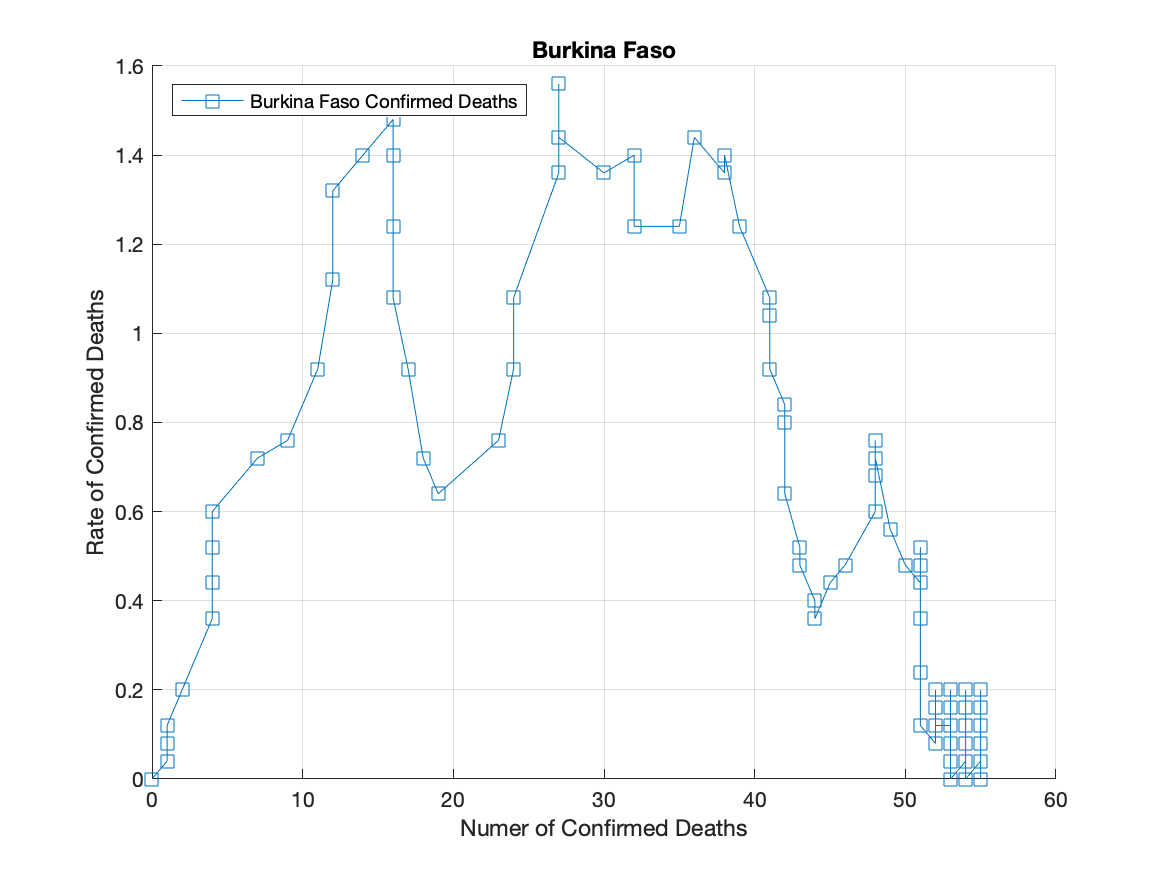 Burkina Faso
Burkina Faso Confirmed Deaths
Rate of Confirmed Deaths
1.6
1.4
1.2
1
0.8
0.6
0.4
0.2
0
0 10 20 30 40 50 60
Numer of Confirmed Deaths